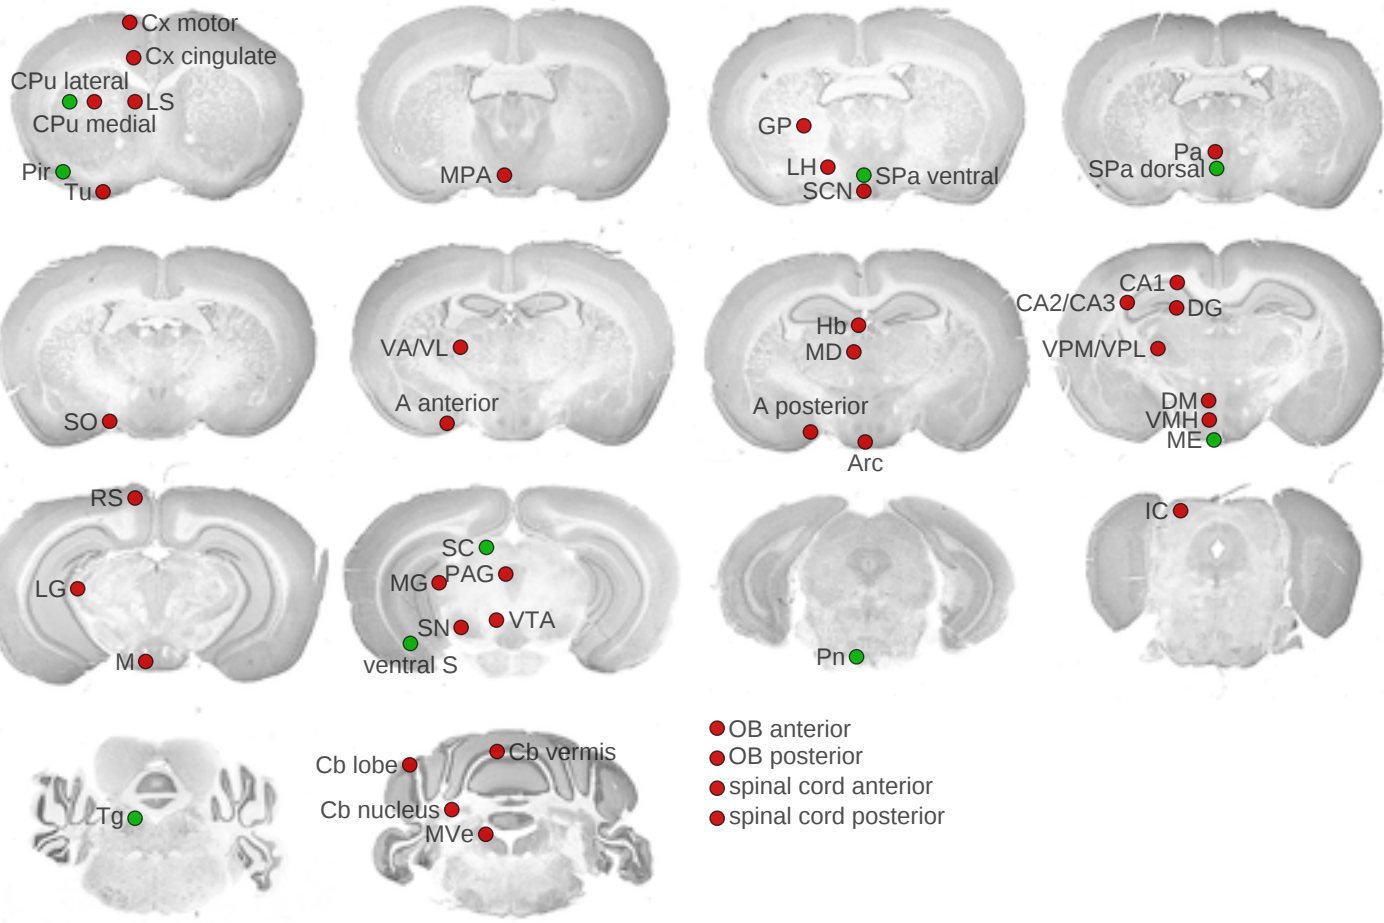 Cx motor
Cx cingulate
CPu lateral
LS
CPu medial
Pir
Tu
MPA
GP
LH
SPa ventral
SCN
Pa
SPa dorsal
SO
VA/VL
A anterior
Hb
MD
A posterior
Arc
CA1
CA2/CA3
DG
VPM/VPL
DM
VMH
ME
RS
LG
M
SC
MG
PAG
SN
VTA
ventral S
Pn
IC
Tg
Cb lobe
Cb vermis
Cb nucleus
MVe
OB anterior
OB posterior
spinal cord anterior
spinal cord posterior